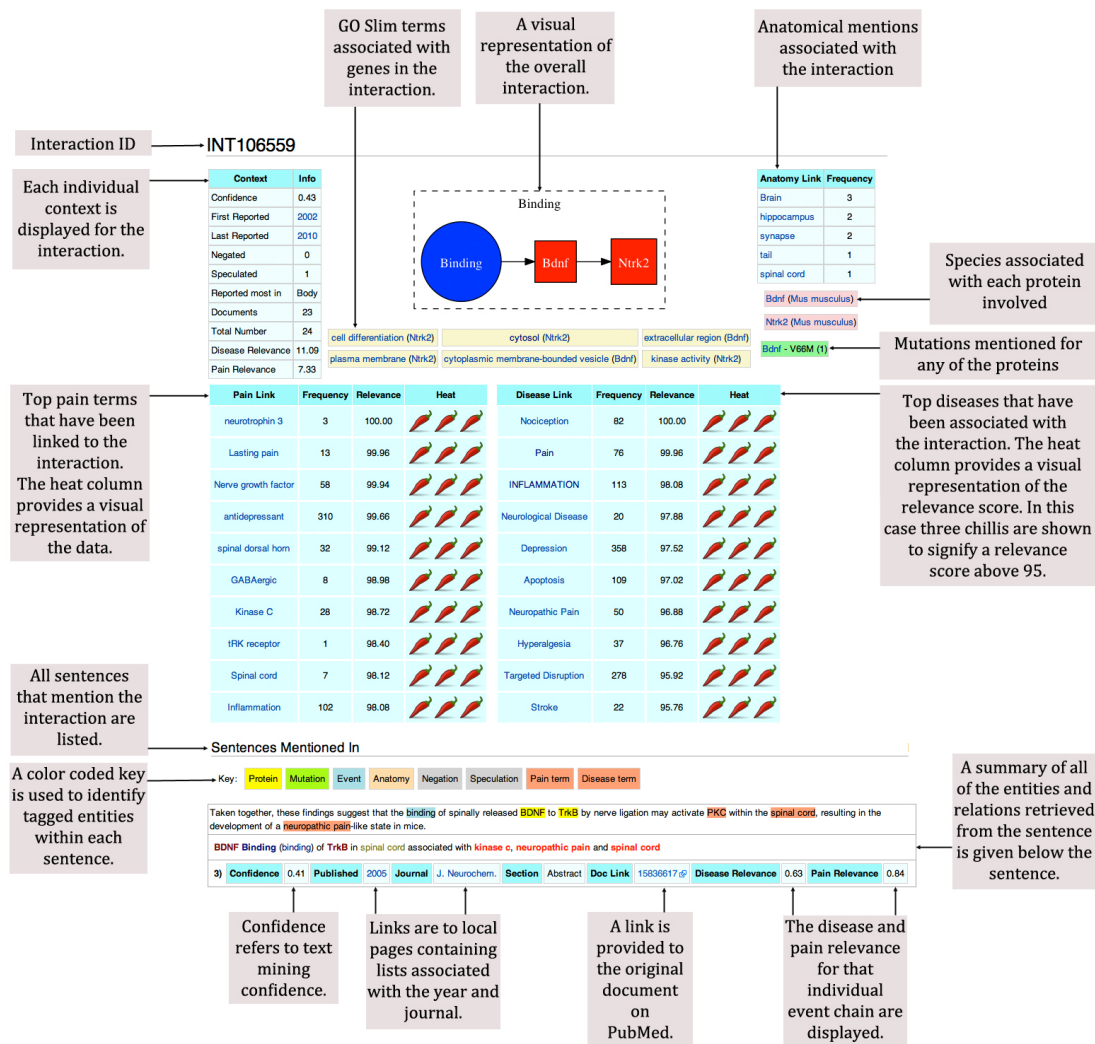 GO Slim terms
associated with
genes in the
interaction.
A visual
representation of
the overall
interaction.
Anatomical mentions
associated with
the interaction
Interaction ID
INT106559
Each individual
context is
displayed for the
interaction.
Context Info
Confidence 0.43
First Reported 2002
Last Reported 2010
Negated 0
Speculated 1
Reported most in Body
Documents 23
Total Number 24
Disease Relevance 11.09
Pain Relevance 7.33
Binding
Binding Bdnf Ntrk2
cell differentiation (Ntrk2) cytosol (Ntrk2) extracellular region (Bdnf)
plasma membrane (Ntrk2) cytoplasmic membrane-bounded vesicle (Bdnf) kinase activity (Ntrk2)
Anatomy Link Frequency
Brain 3
hippocampus 2
synapse 2
tail 1
spinal cord 1
Bdnf (Mus musculus)
Ntrk2 (Mus musculus)
Bdnf - V66M (1)
Species associated
with each protein
involved
Mutations mentioned for
any of the proteins
Top pain terms
that have been
linked to the
interaction.
The heat column
provides a visual
representation of
the data.
Pain Link Frequency Relevance Heat
neurotrophin 3 3 100.00
Lasting pain 13 99.96
Nerve growth factor 58 99.94
antidepressant 310 99.66
spinal dorsal horn 32 99.12
GABAergic 8 98.98
Kinase C 28 98.72
tRK receptor 1 98.40
Spinal cord 7 98.12
Inflammation 102 98.08
Disease Link Frequency Relevance Heat
Nociception 82 100.00
Pain 76 99.96
INFLAMMATION 113 98.08
Neurological Disease 20 97.88
Depression 358 97.52
Apoptosis 109 97.02
Neuropathic Pain 50 96.88
Hyperalgesia 37 96.76
Targeted Disruption 278 95.92
Stroke 22 95.76
Top diseases that have
been associated with
the interaction. The heat
column provides a visual
representation of the
relevance score. In this
case three chillis are shown
to signify a relevance
score above 95.
All sentences
that mention the
interaction are
listed.
Sentences Mentioned In
A color coded key
is used to identify
tagged entities
within each
sentence.
Key: Protein Mutation Event Anatomy Negation Speculation Pain term Disease term
Taken together, these findings suggest that the binding of spinally released BDNF to TrkB by nerve ligation may activate PKC within the spinal cord, resulting in the
development of a neuropathic pain-like state in mice.
BDNF Binding (binding) of TrkB in spinal cord associated with kinase c, neuropathic pain and spinal cord
3) Confidence 0.41 Published 2005 Journal J. Neurochem. Section Abstract Doc Link 15836617 Disease Relevance 0.63 Pain Relevance 0.84
A summary of all
of the entities and
relations retrieved
from the sentence
is given below the
sentence.
Confidence
refers to text
mining
confidence.
Links are to local
pages containing
lists associated
with the year and
journal.
A link is
provided to
the original
document
on
PubMed.
The disease and
pain relevance
for that
individual
event chain are
displayed.